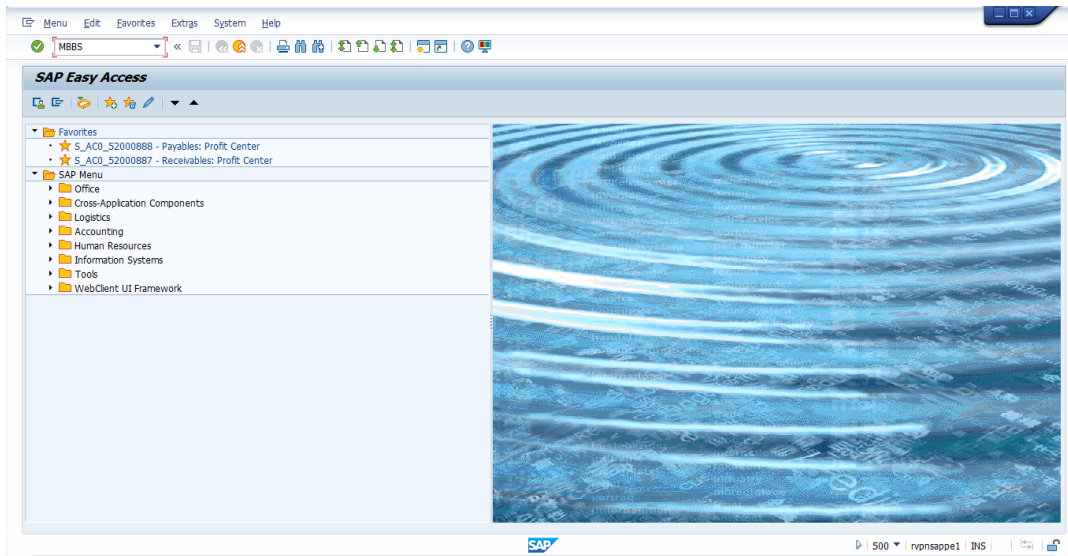 Menu Edit Favorites Extras System Help
MBBS
SAP Easy Access
Favorites
S_AC0_52000888 - Payables: Profit Center
S_AC0_52000887 - Receivables: Profit Center
SAP Menu
Office
Cross-Application Components
Logistics
Accounting
Human Resources
Information Systems
Tools
WebClient UI Framework
SAP
500 rvpnsappe1 INS